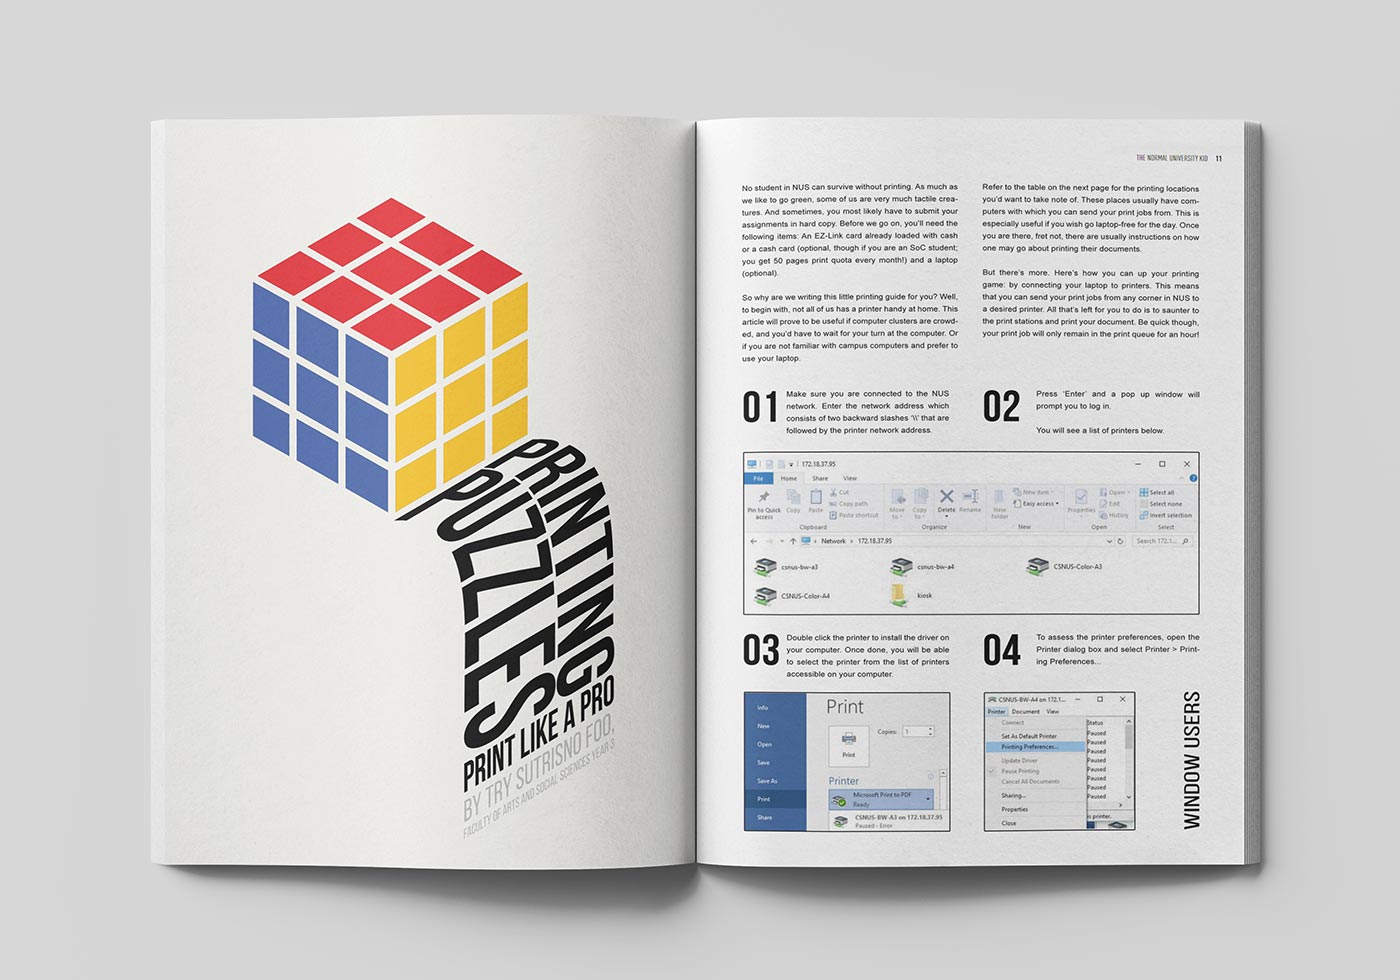 PRINTING
PUZZLES
PRINT LIKE A PRO
BY TRY SUTRISNO FOO,
FACULTY OF ARTS AND SOCIAL SCIENCES YEAR 3
THE NORMAL UNIVERSITY KID 11
No student in NUS can survive without printing. As much as
we like to go green, some of us are very much tactile crea-
tures. And sometimes, you most likely have to submit your
assignments in hard copy. Before we go on, you'll need the
following items: An EZ-Link card already loaded with cash
or a cash card (optional, though if you are an SoC student;
you get 50 pages print quota every month!) and a laptop
(optional).
So why are we writing this little printing guide for you? Well,
to begin with, not all of us has a printer handy at home. This
article will prove to be useful if computer clusters are crowd-
ed, and you'd have to wait for your turn at the computer. Or
if you are not familiar with campus computers and prefer to
use your laptop.
Refer to the table on the next page for the printing locations
you'd want to take note of. These places usually have com-
puters with which you can send your print jobs from. This is
especially useful if you wish go laptop-free for the day. Once
you are there, fret not, there are usually instructions on how
one may go about printing their documents.
But there's more. Here's how you can up your printing
game: by connecting your laptop to printers. This means
that you can send your print jobs from any corner in NUS to
a desired printer. All that's left for you to do is to saunter to
the print stations and print your document. Be quick though,
your print job will only remain in the print queue for an hour!
01
Make sure you are connected to the NUS
network. Enter the network address which
consists of two backward slashes '\\' that are
followed by the printer network address.
02
Press 'Enter' and a pop up window will
prompt you to log in.
You will see a list of printers below.
172.18.37.95
File Home Share View
Pin to Quick access
Copy
Paste
Cut
Copy path
Paste shortcut
Clipboard
Move to
Copy to
Delete
Rename
Organize
New folder
New item
Easy access
New
Properties
Open
Edit
History
Open
Select all
Select none
Invert selection
Select
Network > 172.18.37.95
Search 172.1...
csnus-bw-a3
csnus-bw-a4
CSNUS-Color-A3
CSNUS-Color-A4
kiosk
03
Double click the printer to install the driver on
your computer. Once done, you will be able
to select the printer from the list of printers
accessible on your computer.
04
To assess the printer preferences, open the
Printer dialog box and select Printer > Print-
ing Preferences...
Info
New
Open
Save
Save As
Print
Share
Print
Print
Copies: 1
Printer
Microsoft Print to PDF
Ready
CSNUS-BW-A3 on 172.18.37.95
Paused - Error
CSNUS-BW-A4 on 172.1...
Printer Document View
Connect
Set As Default Printer
Printing Preferences...
Update Driver
Pause Printing
Cancel All Documents
Sharing...
Properties
Close
Status
Paused
Paused
Paused
Paused
Paused
Paused
Paused
is printer.
WINDOW USERS